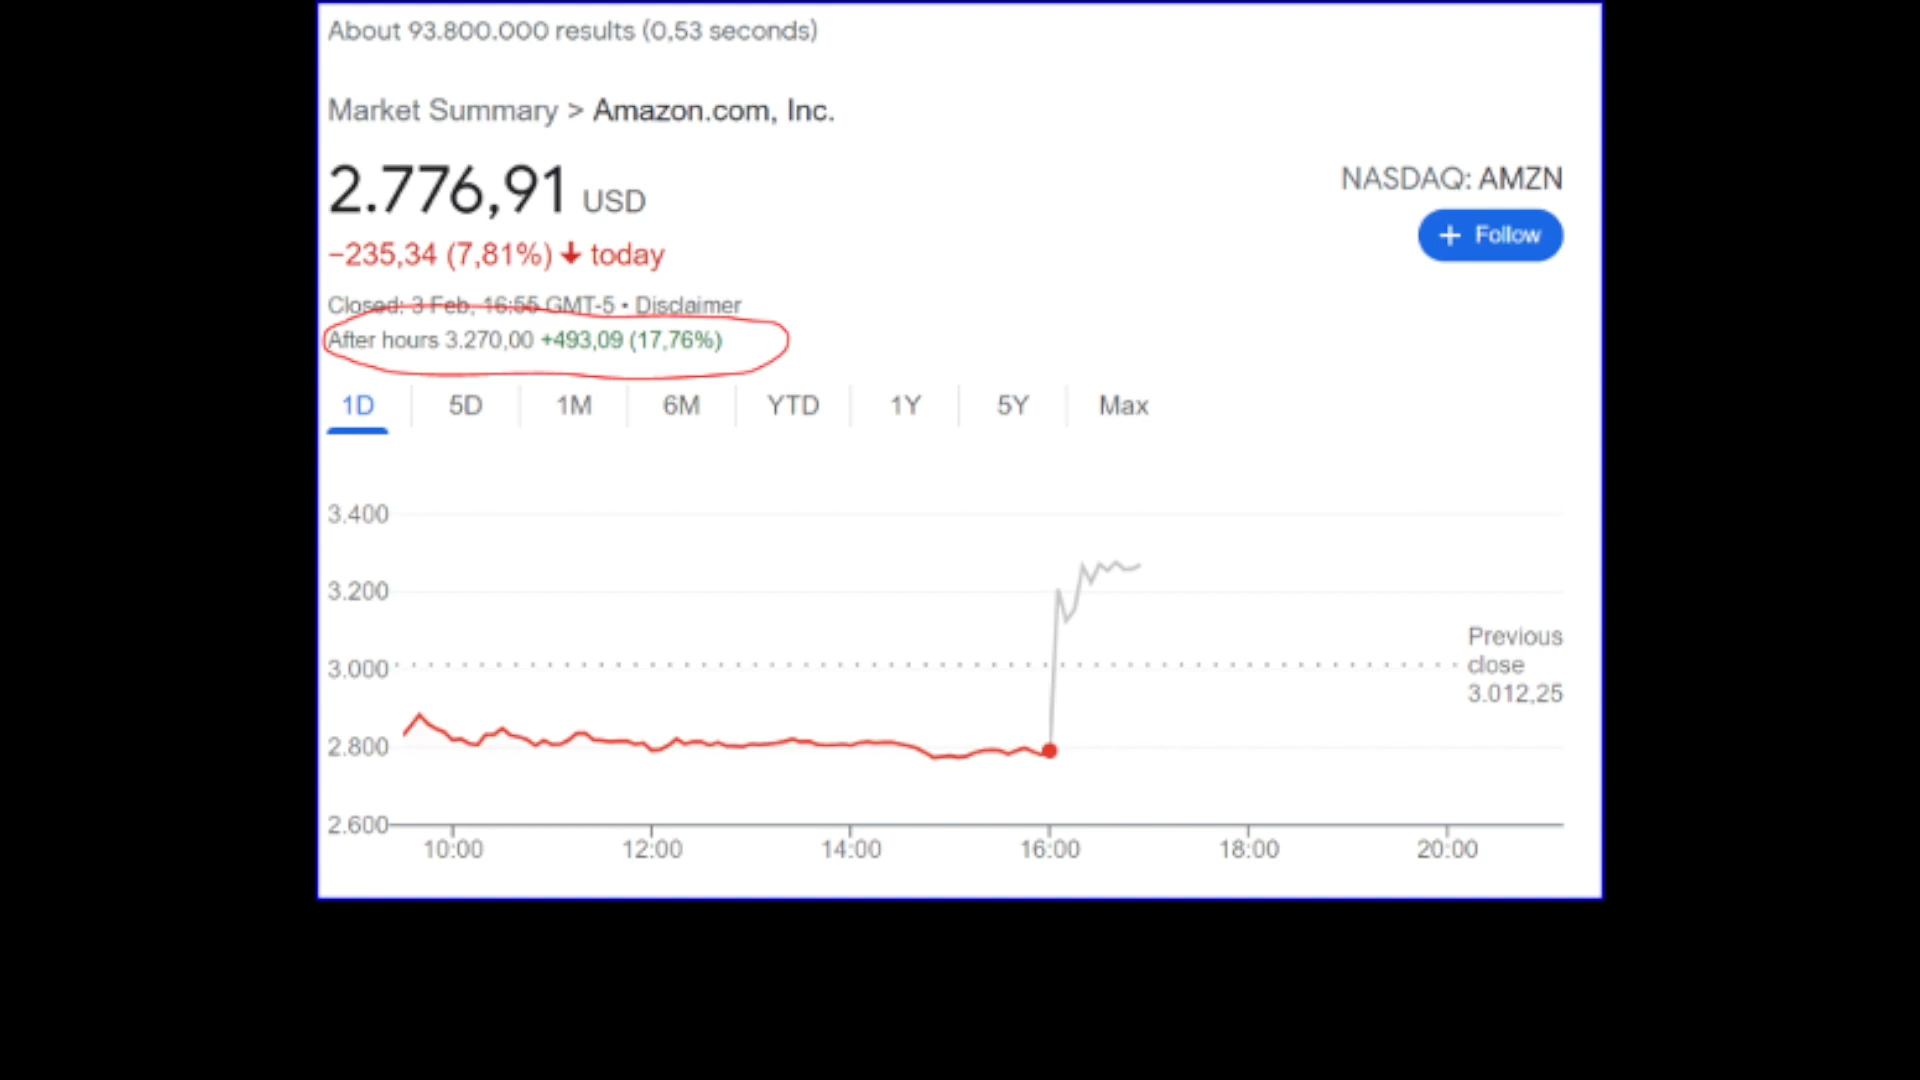 About 93.800.000 results (0,53 seconds)
Market Summary > Amazon.com, Inc.
2.776,91 USD
NASDAQ: AMZN
+ Follow
−235,34 (7,81%) ↓ today
Closed: 3 Feb, 16:55 GMT-5 • Disclaimer
After hours 3.270,00 +493,09 (17,76%)
1D 5D 1M 6M YTD 1Y 5Y Max
3.400
3.200
3.000
2.800
2.600
Previous
close
3.012,25
10:00 12:00 14:00 16:00 18:00 20:00